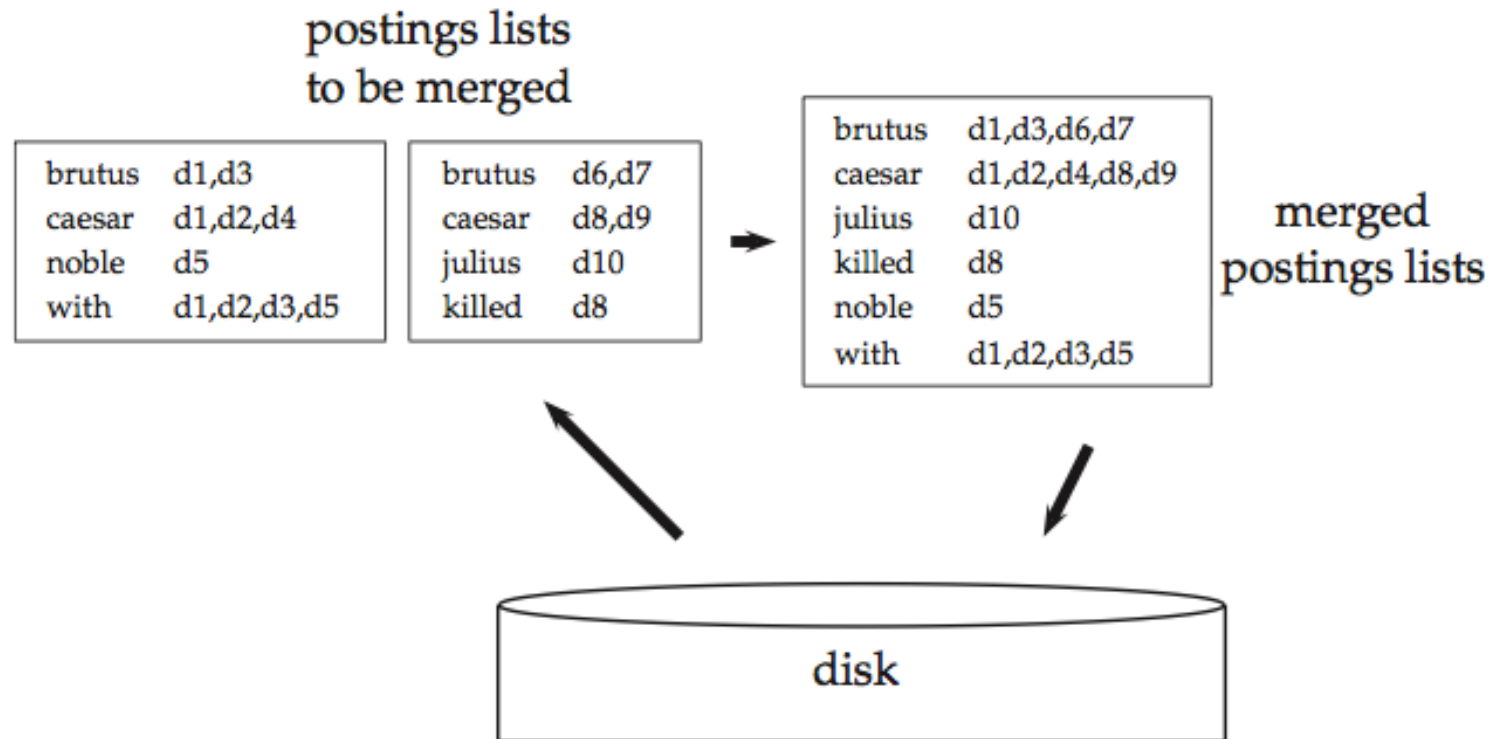 postings lists
to be merged
brutus d1,d3
caesar d1,d2,d4
noble d5
with d1,d2,d3,d5
brutus d6,d7
caesar d8,d9
julius d10
killed d8
brutus d1,d3,d6,d7
caesar d1,d2,d4,d8,d9
julius d10
killed d8
noble d5
with d1,d2,d3,d5
merged
postings lists
disk